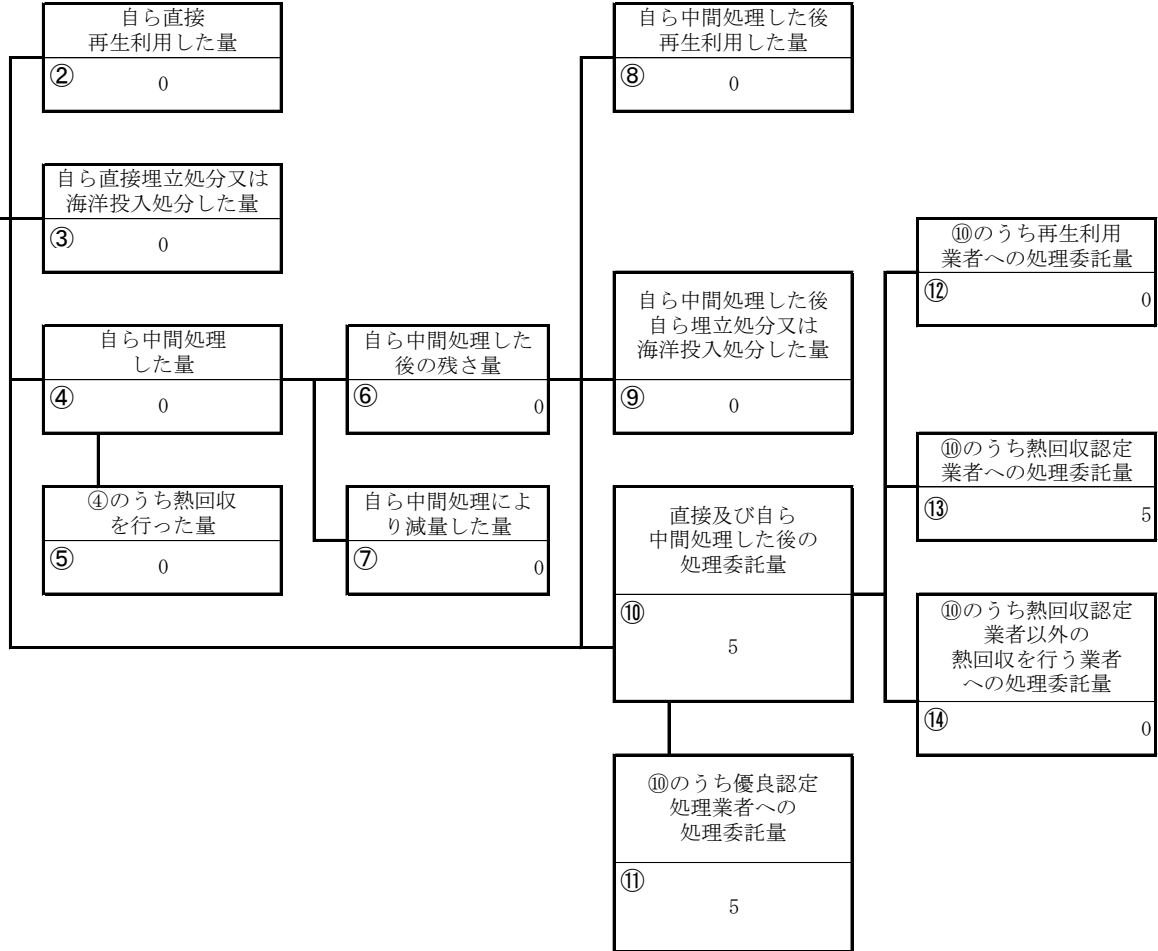 自ら直接
再生利用した量
②
0
自ら直接埋立処分又は
海洋投入処分した量
③
0
自ら中間処理
した量
④
0
④のうち熱回収
を行った量
⑤
0
自ら中間処理した
後の残さ量
⑥
0
自ら中間処理によ
り減量した量
⑦
0
自ら中間処理した後
再生利用した量
⑧
0
自ら中間処理した後
自ら埋立処分又は
海洋投入処分した量
⑨
0
直接及び自ら
中間処理した後の
処理委託量
⑩
5
⑩のうち優良認定
処理業者への
処理委託量
⑪
5
⑩のうち再生利用
業者への処理委託量
⑫
0
⑩のうち熱回収認定
業者への処理委託量
⑬
5
⑩のうち熱回収認定
業者以外の
熱回収を行う業者
への処理委託量
⑭
0